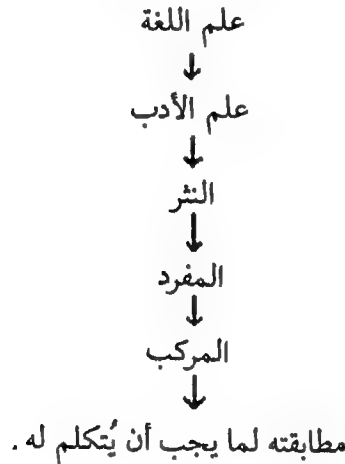 علم اللغة
علم الأدب
النثر
المفرد
المركب
مطابقته لما يجب أن يُتكلم له .